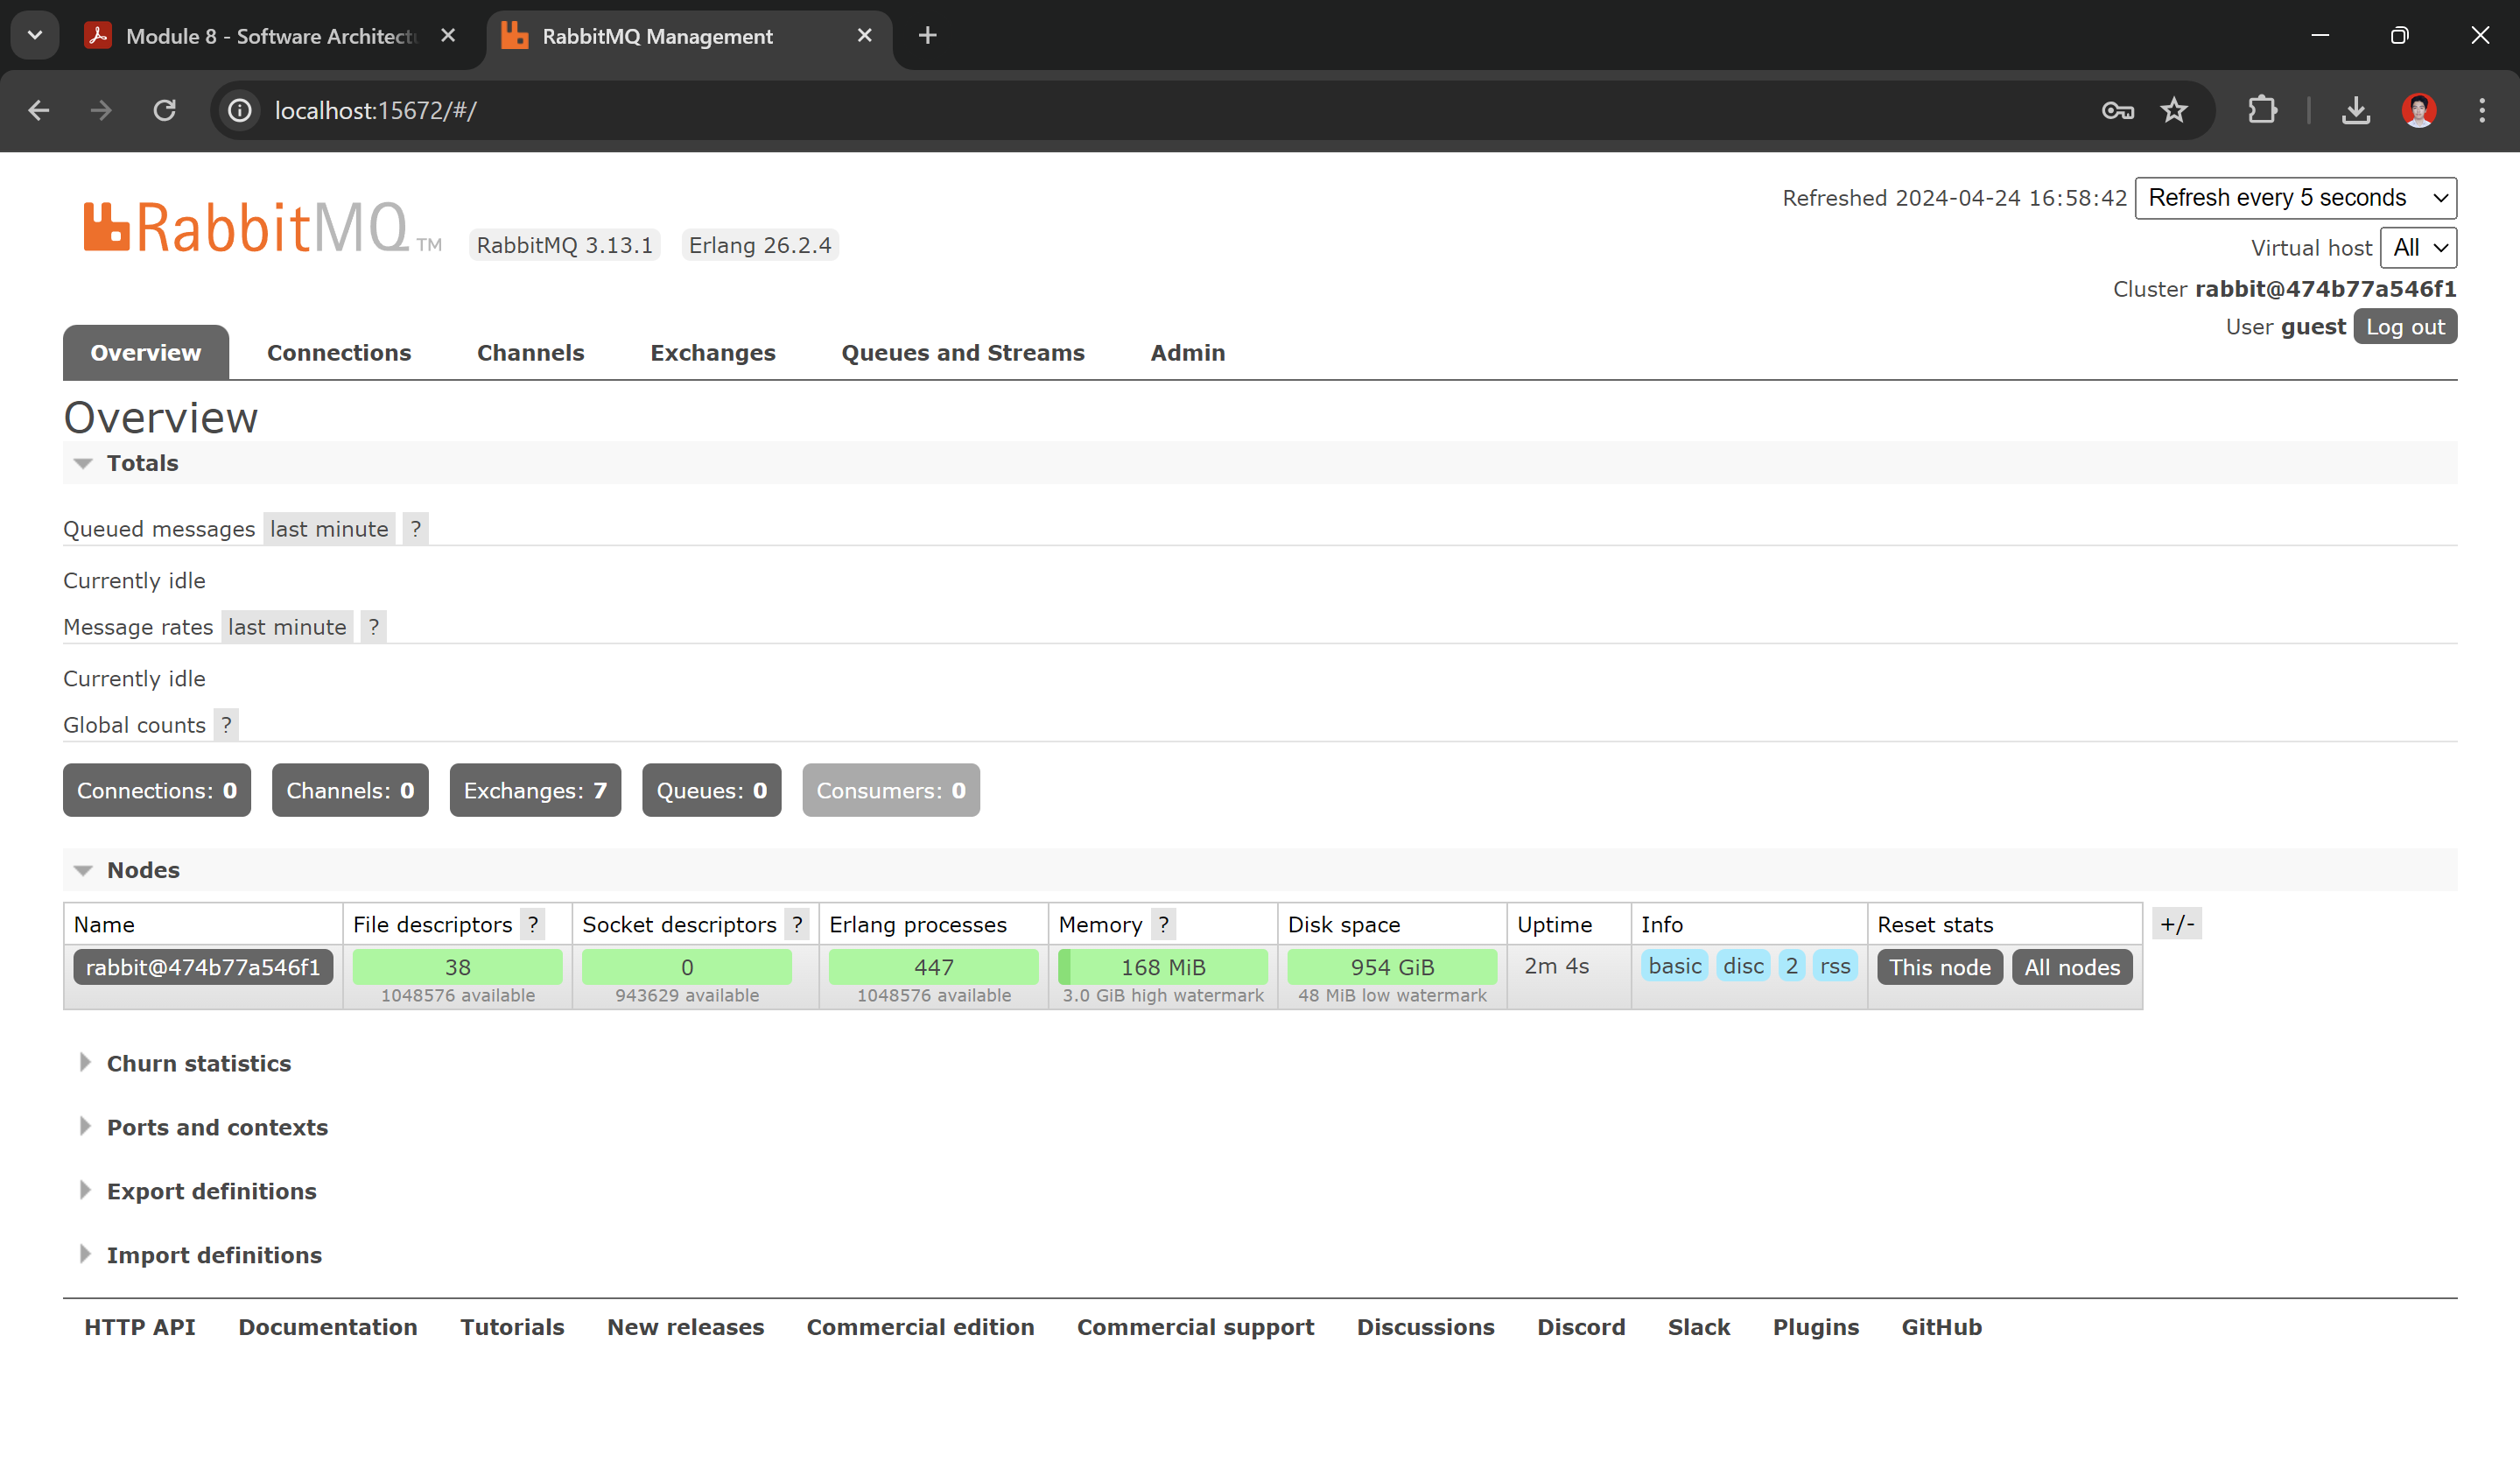 Module 8 - Software Architectu
RabbitMQ Management
localhost:15672/#/
RabbitMQ TM
RabbitMQ 3.13.1 Erlang 26.2.4
Refreshed 2024-04-24 16:58:42 Refresh every 5 seconds
Virtual host All
Cluster rabbit@474b77a546f1
User guest Log out
Overview Connections Channels Exchanges Queues and Streams Admin
Overview
Totals
Queued messages last minute ?
Currently idle
Message rates last minute ?
Currently idle
Global counts ?
Connections: 0 Channels: 0 Exchanges: 7 Queues: 0 Consumers: 0
Nodes
Name File descriptors ? Socket descriptors ? Erlang processes Memory ? Disk space Uptime Info Reset stats +/-
rabbit@474b77a546f1 38 0 447 168 MiB 954 GiB 2m 4s basic disc 2 rss This node All nodes
1048576 available 943629 available 1048576 available 3.0 GiB high watermark 48 MiB low watermark
Churn statistics
Ports and contexts
Export definitions
Import definitions
HTTP API Documentation Tutorials New releases Commercial edition Commercial support Discussions Discord Slack Plugins GitHub